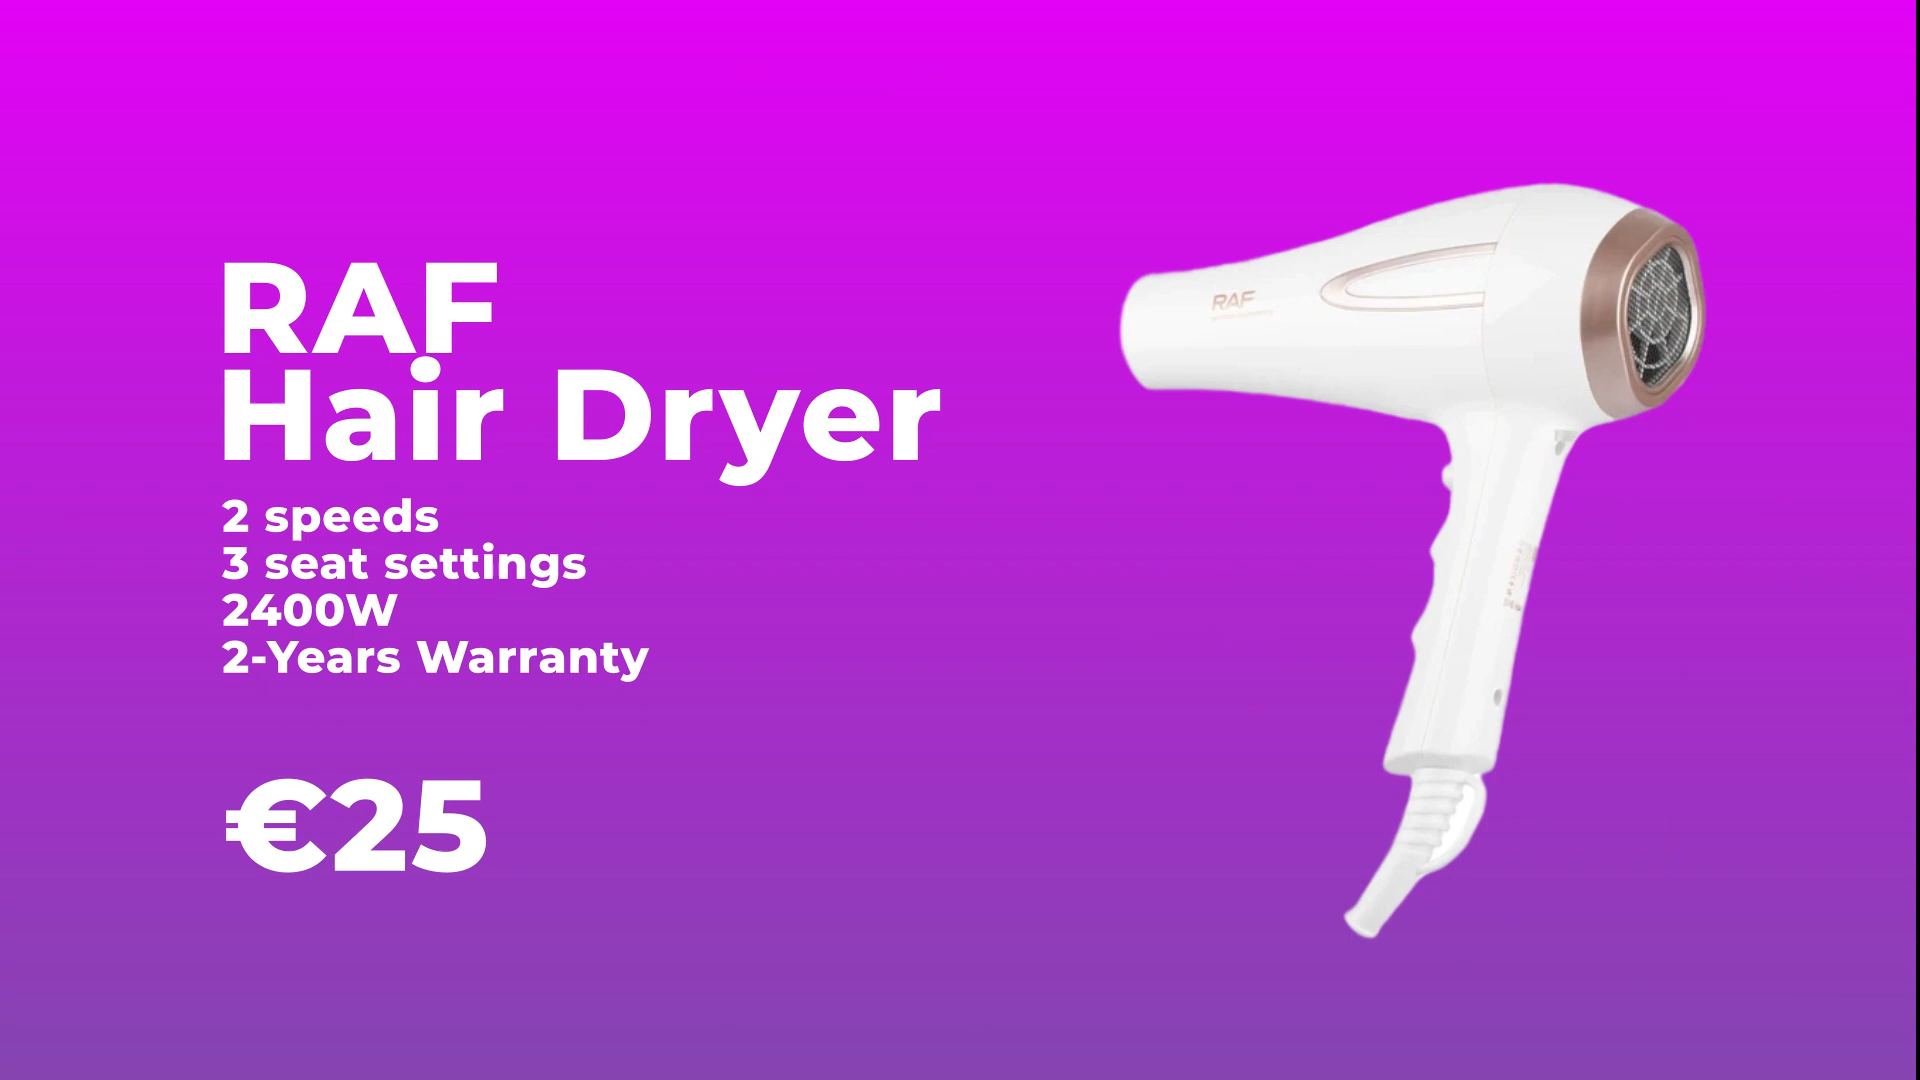 RAF
Hair Dryer
2 speeds
3 seat settings
2400W
2-Years Warranty
€25
RAF